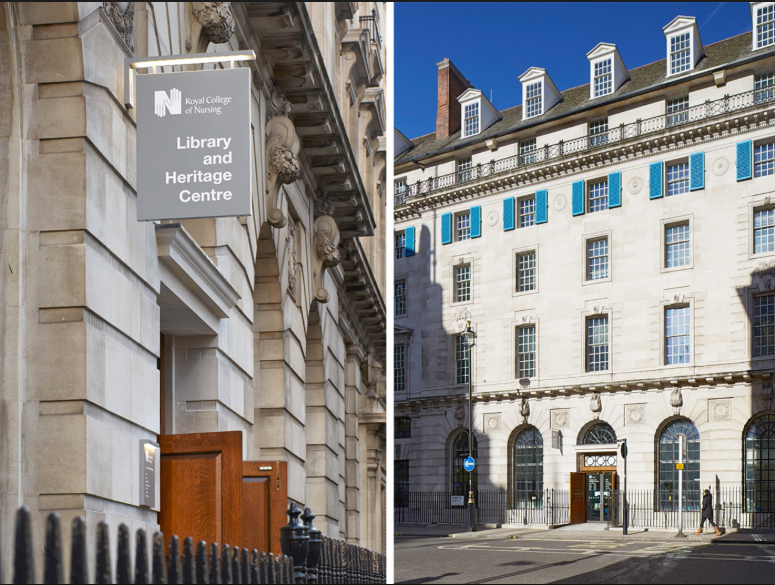 Royal College
of Nursing
Library
and
Heritage
Centre